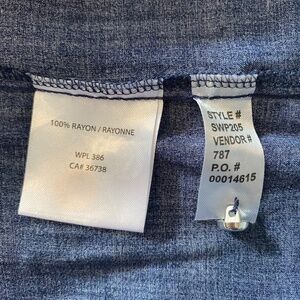 100% RAYON / RAYONNE
WPL 386
CA# 36738
STYLE #
SWP205
VENDOR #
787
P.O. #
00014615